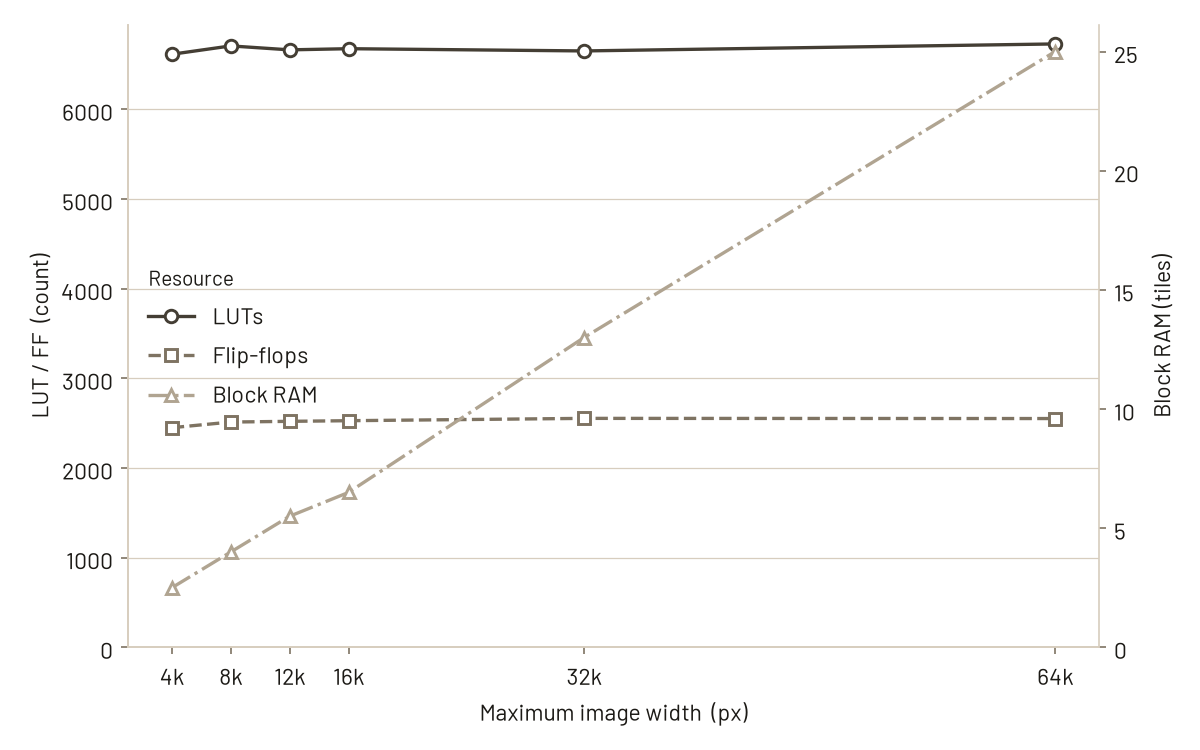 6000
5000
4000
3000
2000
1000
0
LUT / FF (count)
Resource
LUTs
Flip-flops
Block RAM
25
20
15
10
5
0
Block RAM (tiles)
4k 8k 12k 16k 32k 64k
Maximum image width (px)